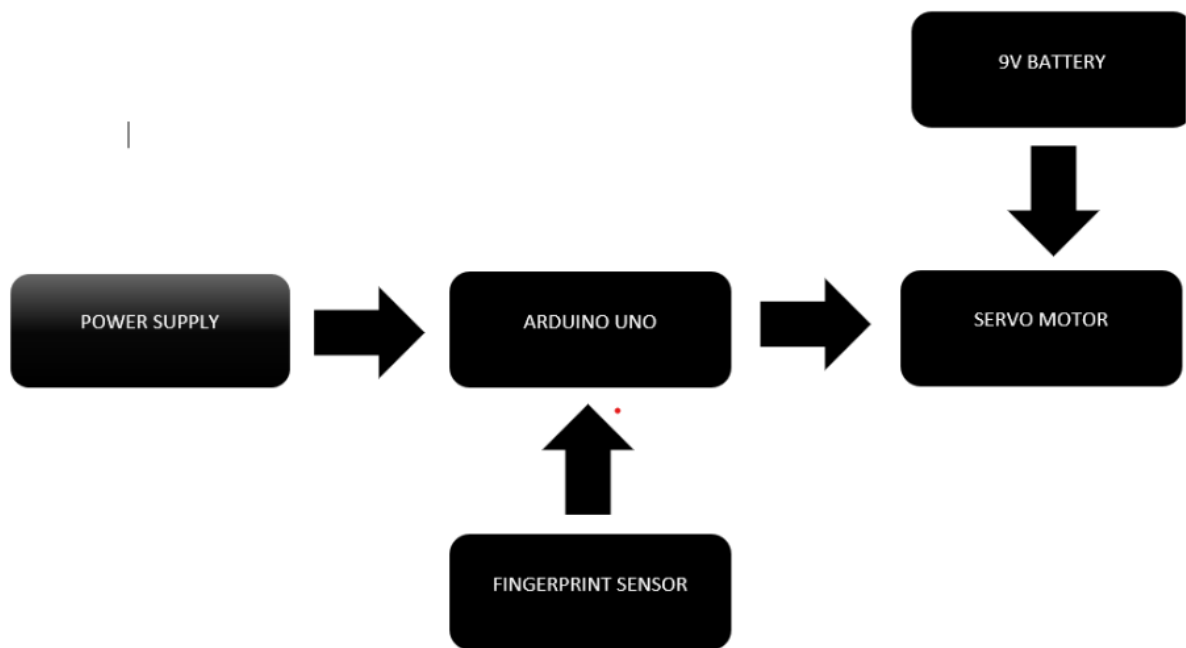 9V BATTERY
POWER SUPPLY
ARDUINO UNO
SERVO MOTOR
FINGERPRINT SENSOR